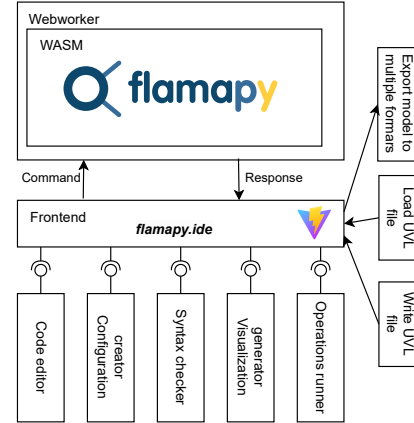 Webworker
WASM
flamapy
Command
Response
Frontend
flamapy.ide
Export model to
multiple formars
Load UVL
file
Write UVL
file
Code editor
creator
Configuration
Syntax checker
generator
Visualization
Operations runner